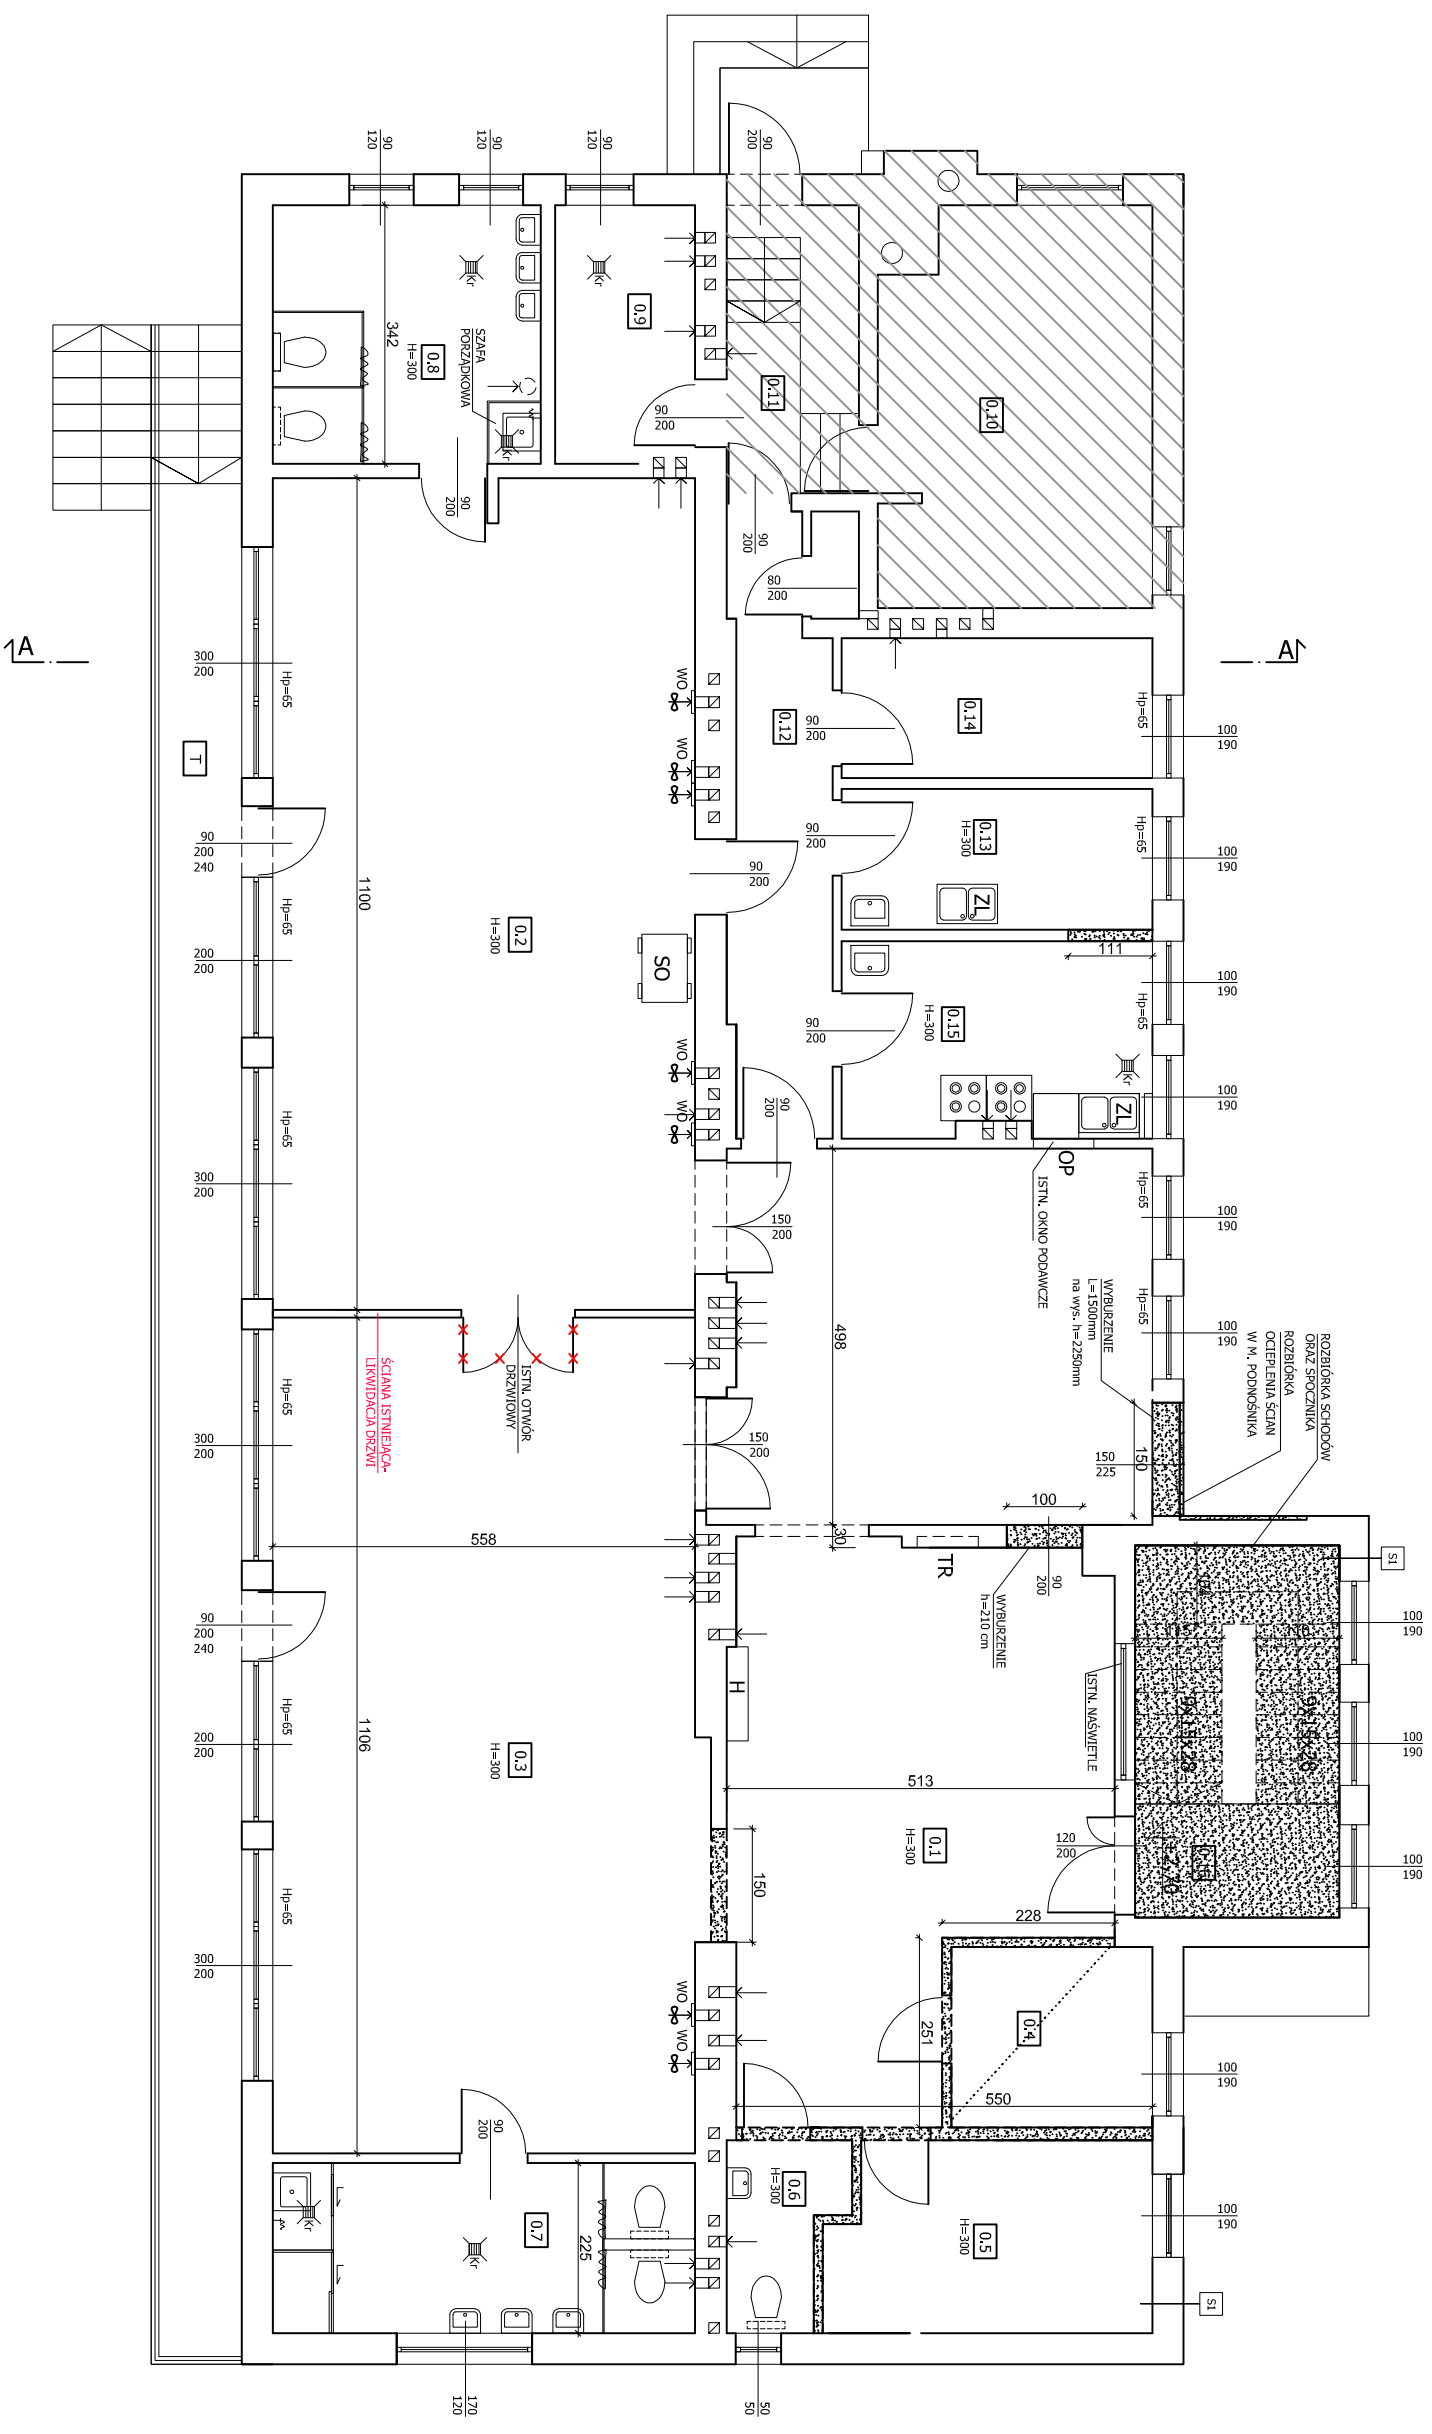 90
120
90
120
90
120
90
200
342
0.8
H=300
SZAFA
PORZĄDKOWA
Kr
Kr
Kr
0.9
0.11
0.10
90
200
90
200
90
200
80
200
A
A
300
200
Hp=65
T
90
200
240
Hp=65
200
200
1100
0.2
H=300
WO
WO
SO
WO
WO
Hp=65
300
200
0.12
90
200
0.14
Hp=65
100
190
90
200
90
200
0.13
H=300
ZL
Hp=65
100
190
111
100
190
Hp=65
0.15
H=300
90
200
Kr
ZL
100
190
90
200
OP
ISTN. OKNO PODAWCZE
150
200
498
Hp=65
100
190
Hp=65
100
190
WYBURZENIE
L=1500mm
na wys. h=2250mm
ROZBIÓRKA SCHODÓW
ORAZ SPOCZNIKA
ROZBIÓRKA
OCIEPLENIA ŚCIAN
W M. PODNOŚNIKA
ISTN. OTWÓR
DRZWIOWY
ŚCIANA ISTNIEJĄCA-
LIKWIDACJA DRZWI
Hp=65
300
200
150
200
150
150
225
100
30
558
TR
90
200
WYBURZENIE
h=210 cm
S1
100
190
9x15x28
9x15x28
100
190
ISTN. NAŚWIETLE
90
200
240
Hp=65
200
200
1106
0.3
H=300
H
513
0.1
H=300
120
200
100
190
150
228
251
0.4
100
190
Hp=65
300
200
WO
WO
550
90
200
0.6
H=300
0.5
H=300
100
190
S1
0.7
225
Kr
Kr
170
120
50
50